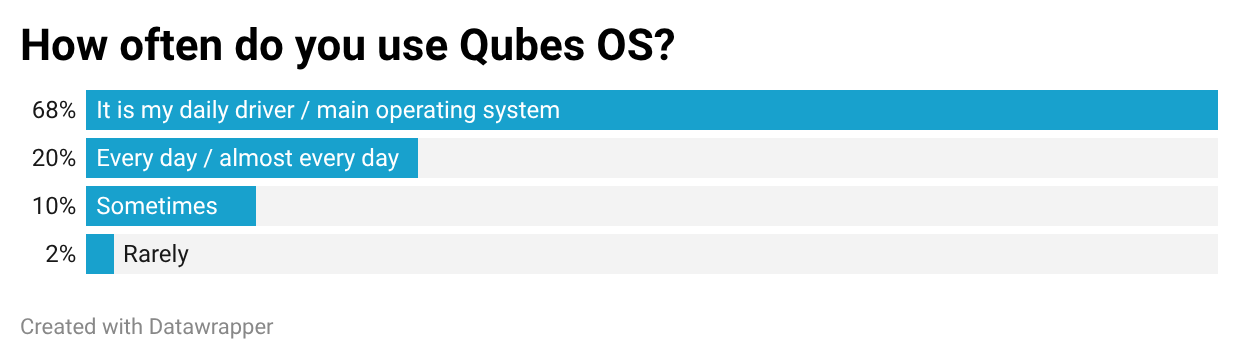 How often do you use Qubes OS?
68% It is my daily driver / main operating system
20% Every day / almost every day
10% Sometimes
2% Rarely
Created with Datawrapper